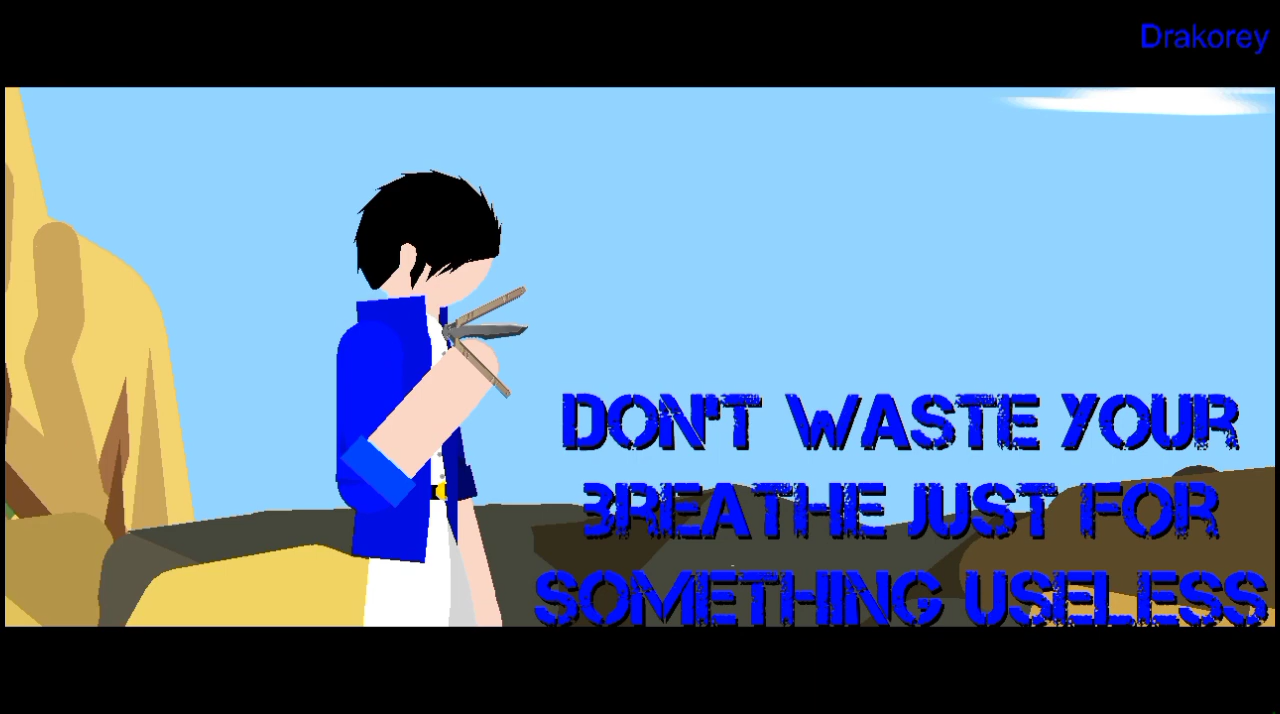 Drakorey
DON'T WASTE YOUR
BREATHE JUST FOR
SOMETHING USELESS